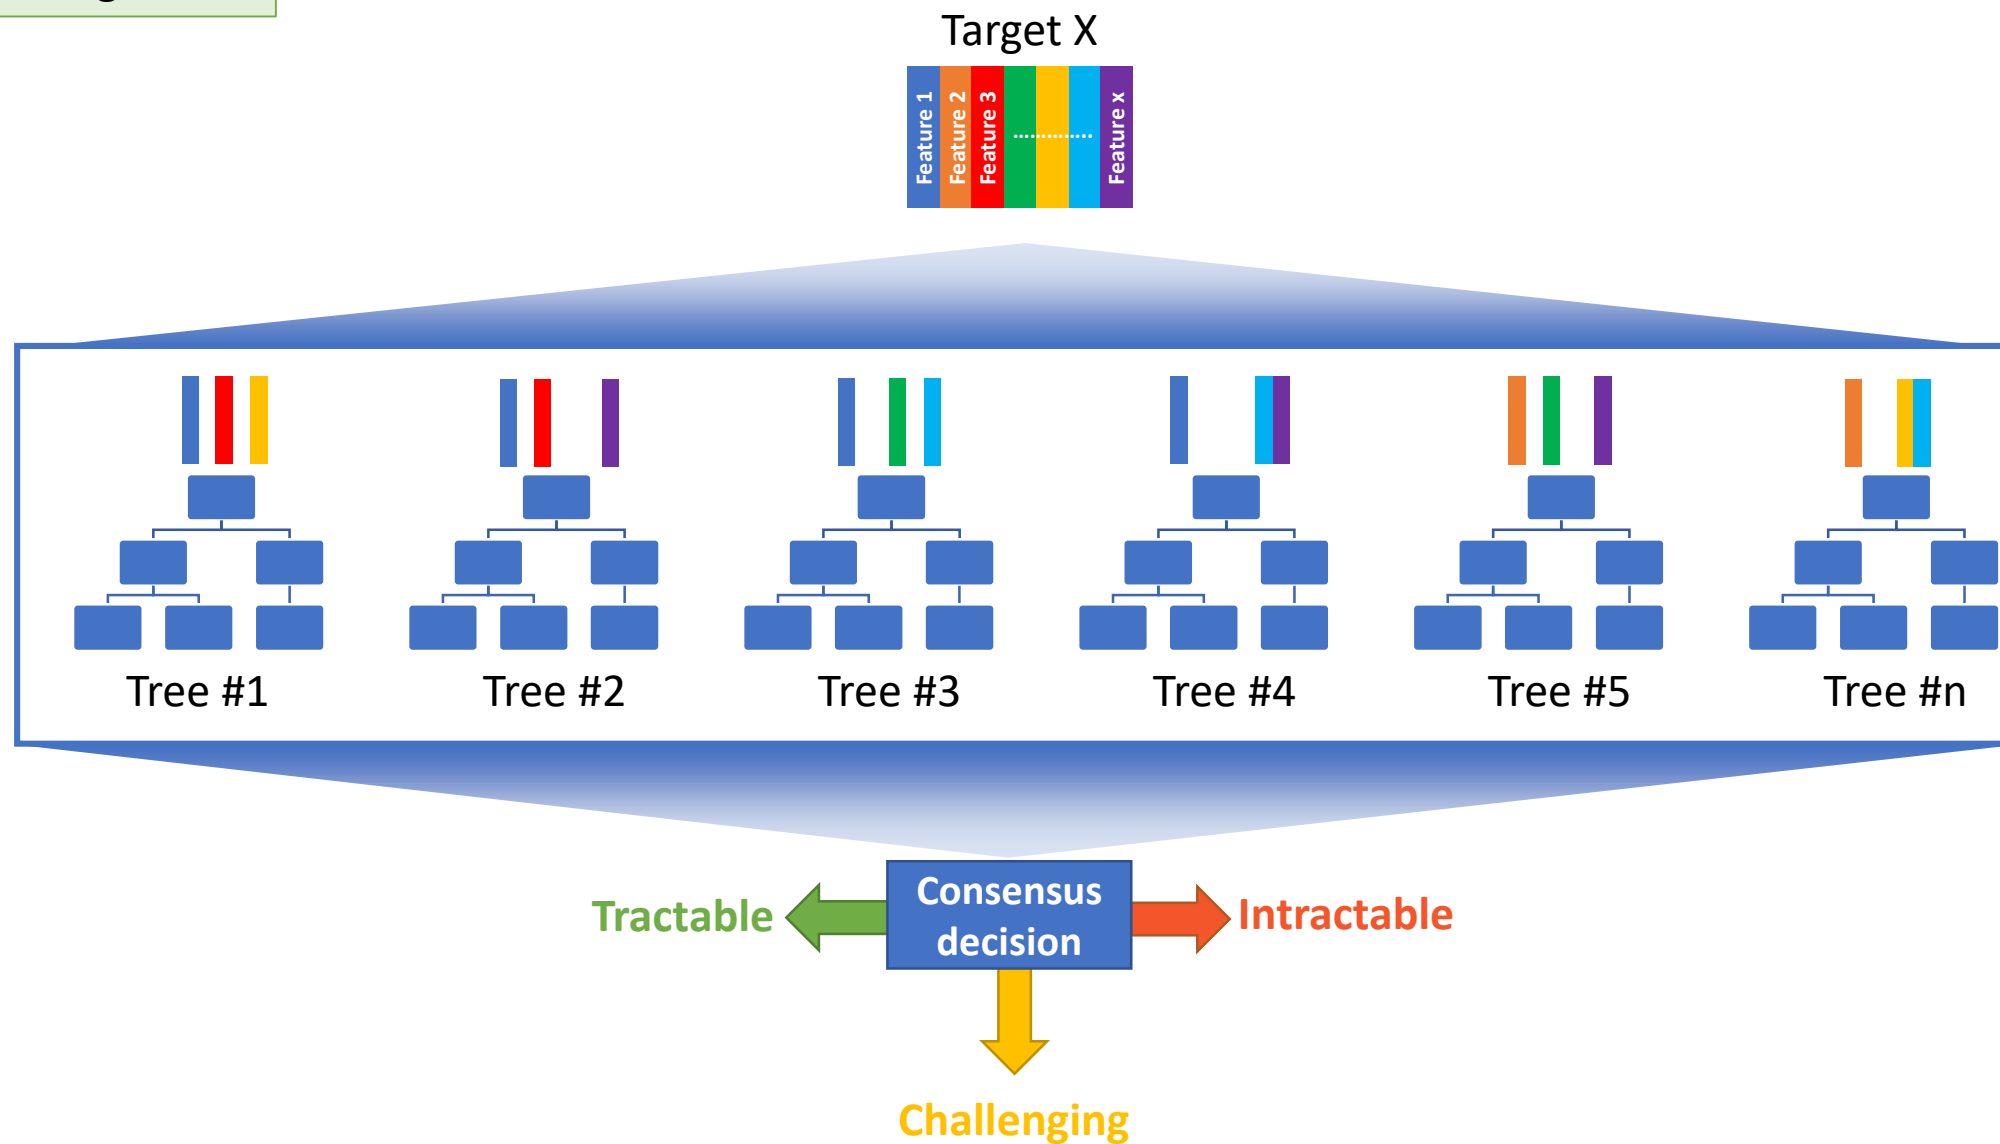 Target X
Feature 1
Feature 2
Feature 3
..............
Feature x
Tree #1
Tree #2
Tree #3
Tree #4
Tree #5
Tree #n
Consensus
decision
Tractable
Intractable
Challenging